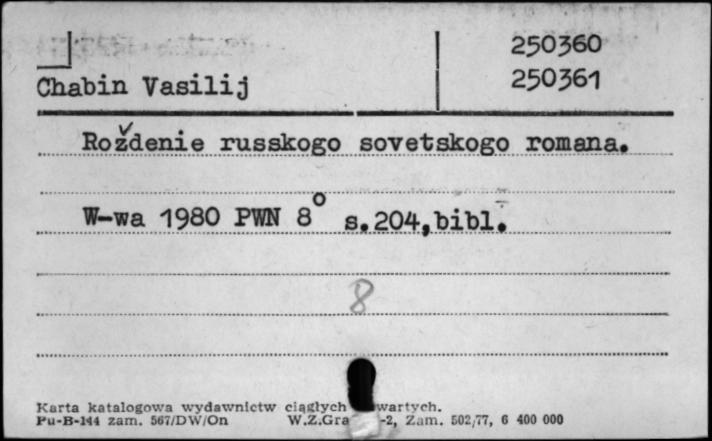 250360
Chabin Vasilij 250361
Roždenie russkogo sovetskogo romana.
W-wa 1980 PWN 8° s.204,bibl.
8
Karta katalogowa wydawnictw ciągłych wartych.
Pu-B-144 zam. 567/DW/On W.Z.Gra -2, Zam. 502/77, 6 400 000